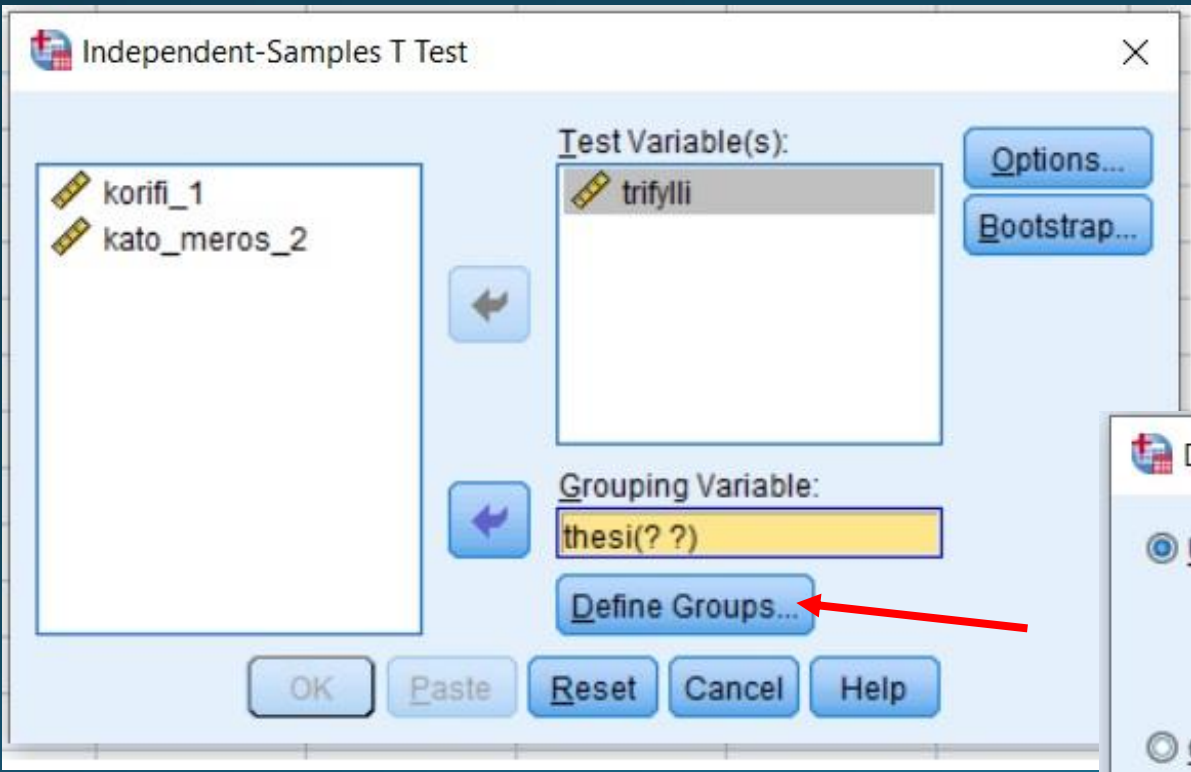 Independent-Samples T Test
Test Variable(s):
korifi_1
kato_meros_2
trifylli
Options...
Bootstrap...
Grouping Variable:
thesi(? ?)
Define Groups...
OK Paste Reset Cancel Help